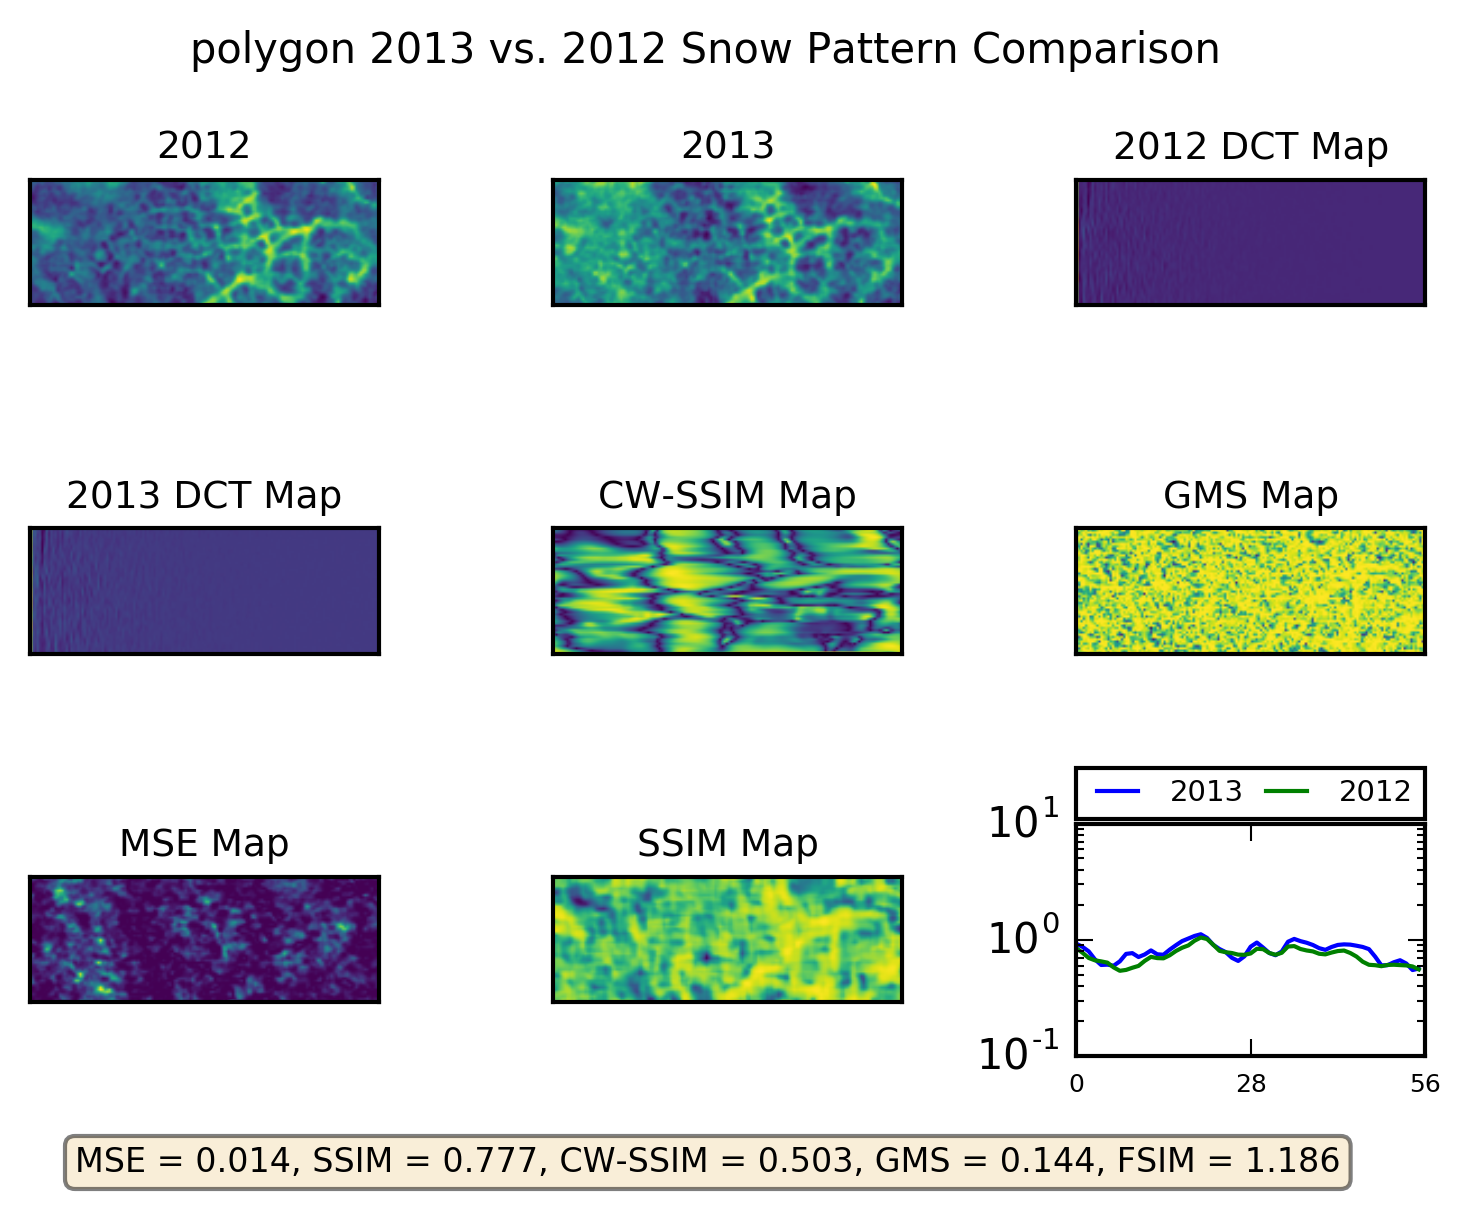 polygon 2013 vs. 2012 Snow Pattern Comparison
2012
2013
2012 DCT Map
2013 DCT Map
CW-SSIM Map
GMS Map
MSE Map
SSIM Map
2013 2012
10^1
10^0
10^-1
0 28 56
MSE = 0.014, SSIM = 0.777, CW-SSIM = 0.503, GMS = 0.144, FSIM = 1.186